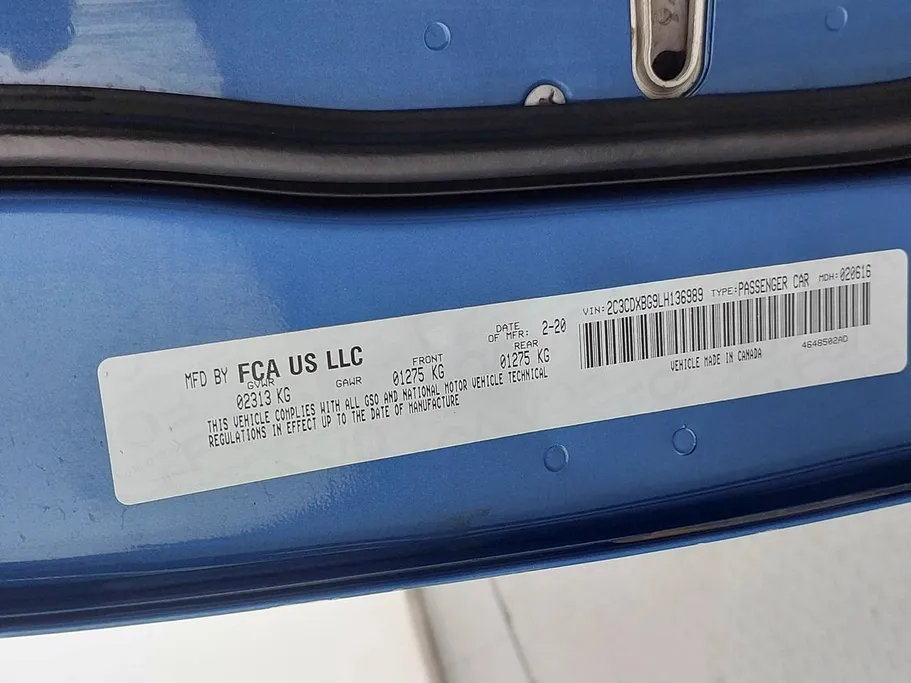 MFD BY FCA US LLC
DATE OF MFR: 2-20
VIN: 2C3CDXBG9LH136989 TYPE: PASSENGER CAR MDH: 020616
GVWR
02313 KG
GAWR
FRONT
01275 KG
REAR
01275 KG
THIS VEHICLE COMPLIES WITH ALL GSO AND NATIONAL MOTOR VEHICLE TECHNICAL
REGULATIONS IN EFFECT UP TO THE DATE OF MANUFACTURE
VEHICLE MADE IN CANADA
4648502AD